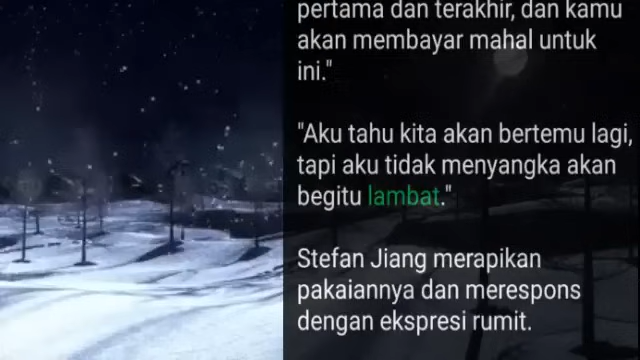 pertama dan terakhir, dan kamu
akan membayar mahal untuk
ini."
"Aku tahu kita akan bertemu lagi,
tapi aku tidak menyangka akan
begitu lambat."
Stefan Jiang merapikan
pakaiannya dan merespons
dengan ekspresi rumit.